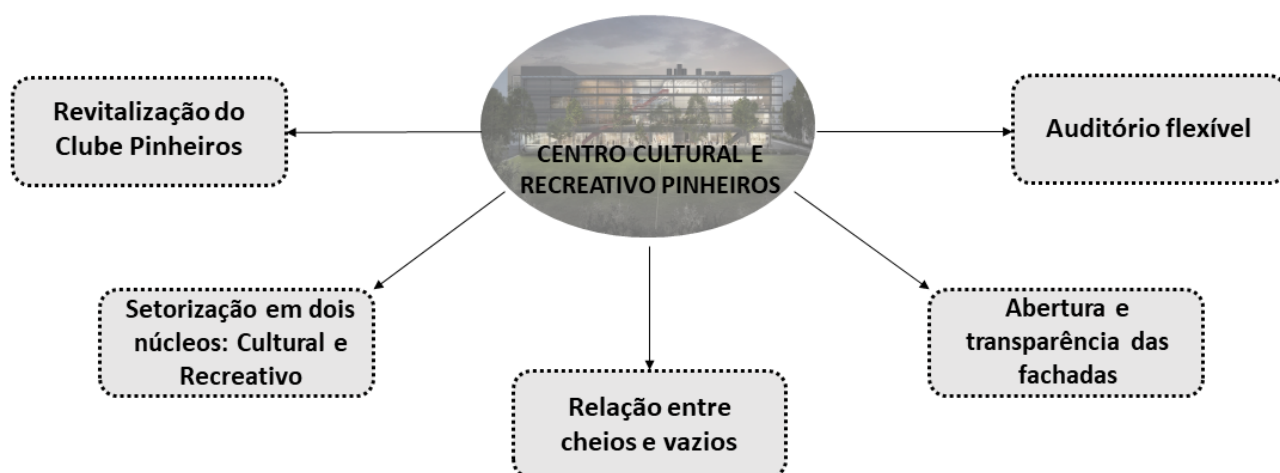 CENTRO CULTURAL E
RECREATIVO PINHEIROS
Revitalização do
Clube Pinheiros
Auditório flexível
Setorização em dois
núcleos: Cultural e
Recreativo
Abertura e
transparência das
fachadas
Relação entre
cheios e vazios